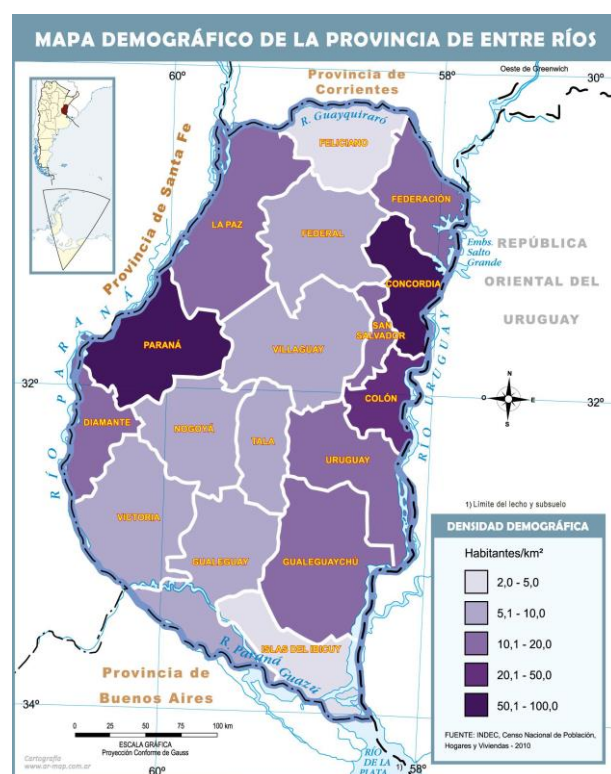 MAPA DEMOGRÁFICO DE LA PROVINCIA DE ENTRE RÍOS
60°
58°
Oeste de Greenwich
30°
Provincia de
Corrientes
R. Guayquiraró
FELICIANO
Provincia de Santa Fe
FEDERACIÓN
LA PAZ
FEDERAL
Embs.
Salto
Grande
REPÚBLICA
ORIENTAL DEL
URUGUAY
CONCORDIA
RÍO PARANÁ
PARANÁ
SAN
SALVADOR
VILLAGUAY
RÍO URUGUAY
32°
COLÓN
N
O
E
S
32°
DIAMANTE
NOGOYÁ
TALA
URUGUAY
VICTORIA
GUALEGUAY
GUALEGUAYCHÚ
1) Límite del lecho y subsuelo
DENSIDAD DEMOGRÁFICA
Habitantes/km²
2,0 - 5,0
5,1 - 10,0
10,1 - 20,0
20,1 - 50,0
50,1 - 100,0
FUENTE: INDEC, Censo Nacional de Población,
Hogares y Viviendas - 2010
ISLAS DEL IBICUY
R. Paraná Guazú
Provincia de
Buenos Aires
34°
0 25 50 75 100 km
ESCALA GRÁFICA
Proyección Conforme de Gauss
Cartografía
www.ar-map.com.ar
60°
RÍO
DE LA
PLATA
1)
58°